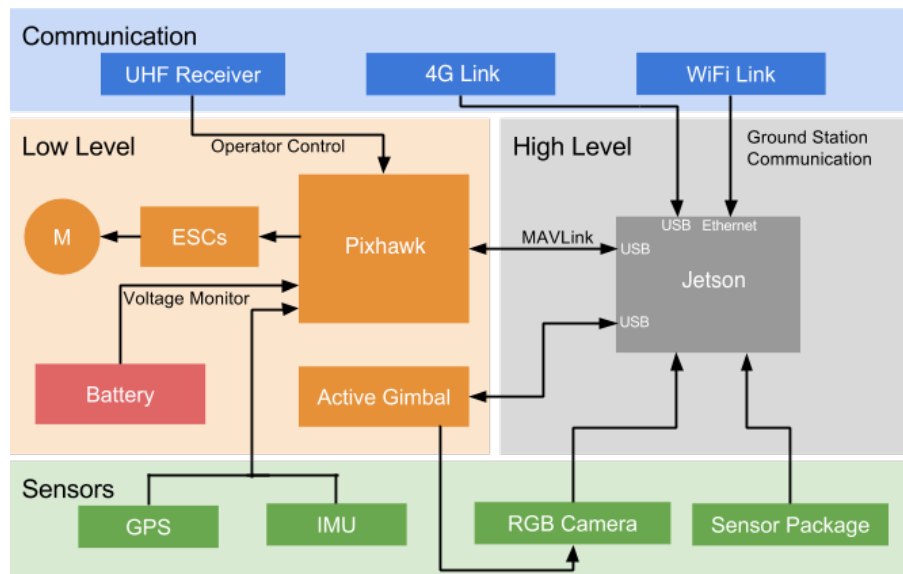 Communication
UHF Receiver
4G Link
WiFi Link
Low Level
Operator Control
High Level
Ground Station
Communication
M
ESCs
Pixhawk
MAVLink
USB
Ethernet
USB
Jetson
Voltage Monitor
USB
Battery
Active Gimbal
Sensors
GPS
IMU
RGB Camera
Sensor Package